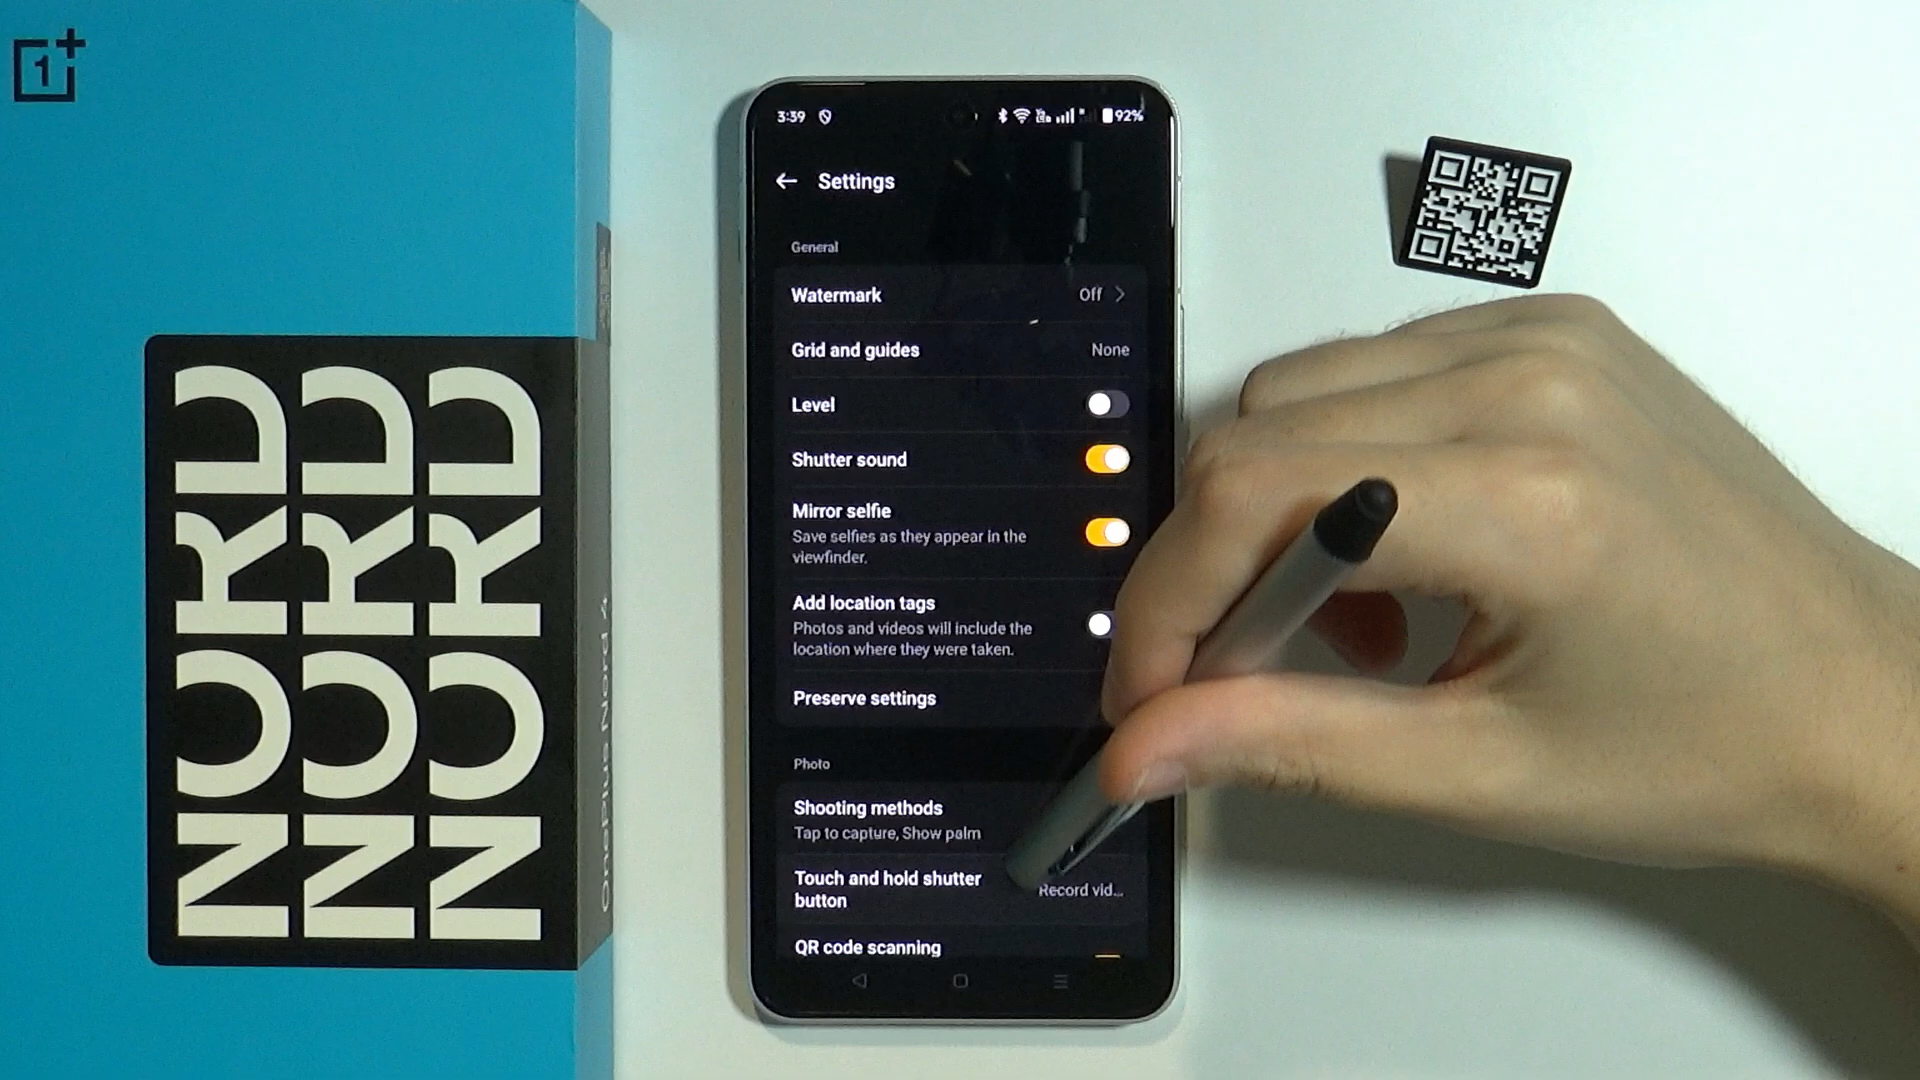 1+
NORD
NORD
NORD
OnePlus Nord 4
3:39
92%
Settings
General
Watermark Off
Grid and guides None
Level
Shutter sound
Mirror selfie
Save selfies as they appear in the
viewfinder.
Add location tags
Photos and videos will include the
location where they were taken.
Preserve settings
Photo
Shooting methods
Tap to capture, Show palm
Touch and hold shutter
button
Record vid...
QR code scanning